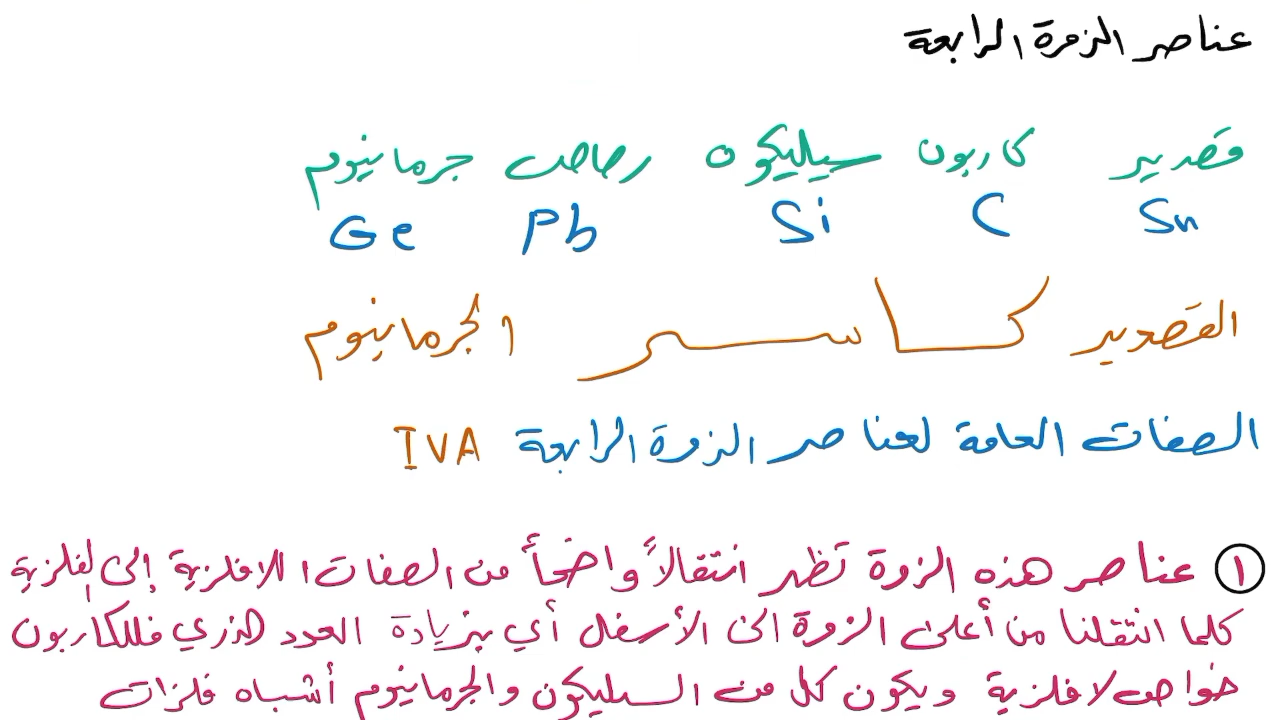 عناصر الزمرة الرابعة
قصدير كاربون سيليكون رصاص جرمانيوم
Sn C Si Pb Ge
القصدير كاسر الجرمانيوم
الصفات العامة لعناصر الزمرة الرابعة IVA
١ عناصر هذه الزمرة تظهر انتقالاً واضحاً من الصفات اللافلزية إلى الفلزية
كلما انتقلنا من أعلى الزمرة الى الأسفل أي بزيادة العدد الذري فللكاربون
خواص لافلزية ويكون كل من السليكون والجرمانيوم أشباه فلزات